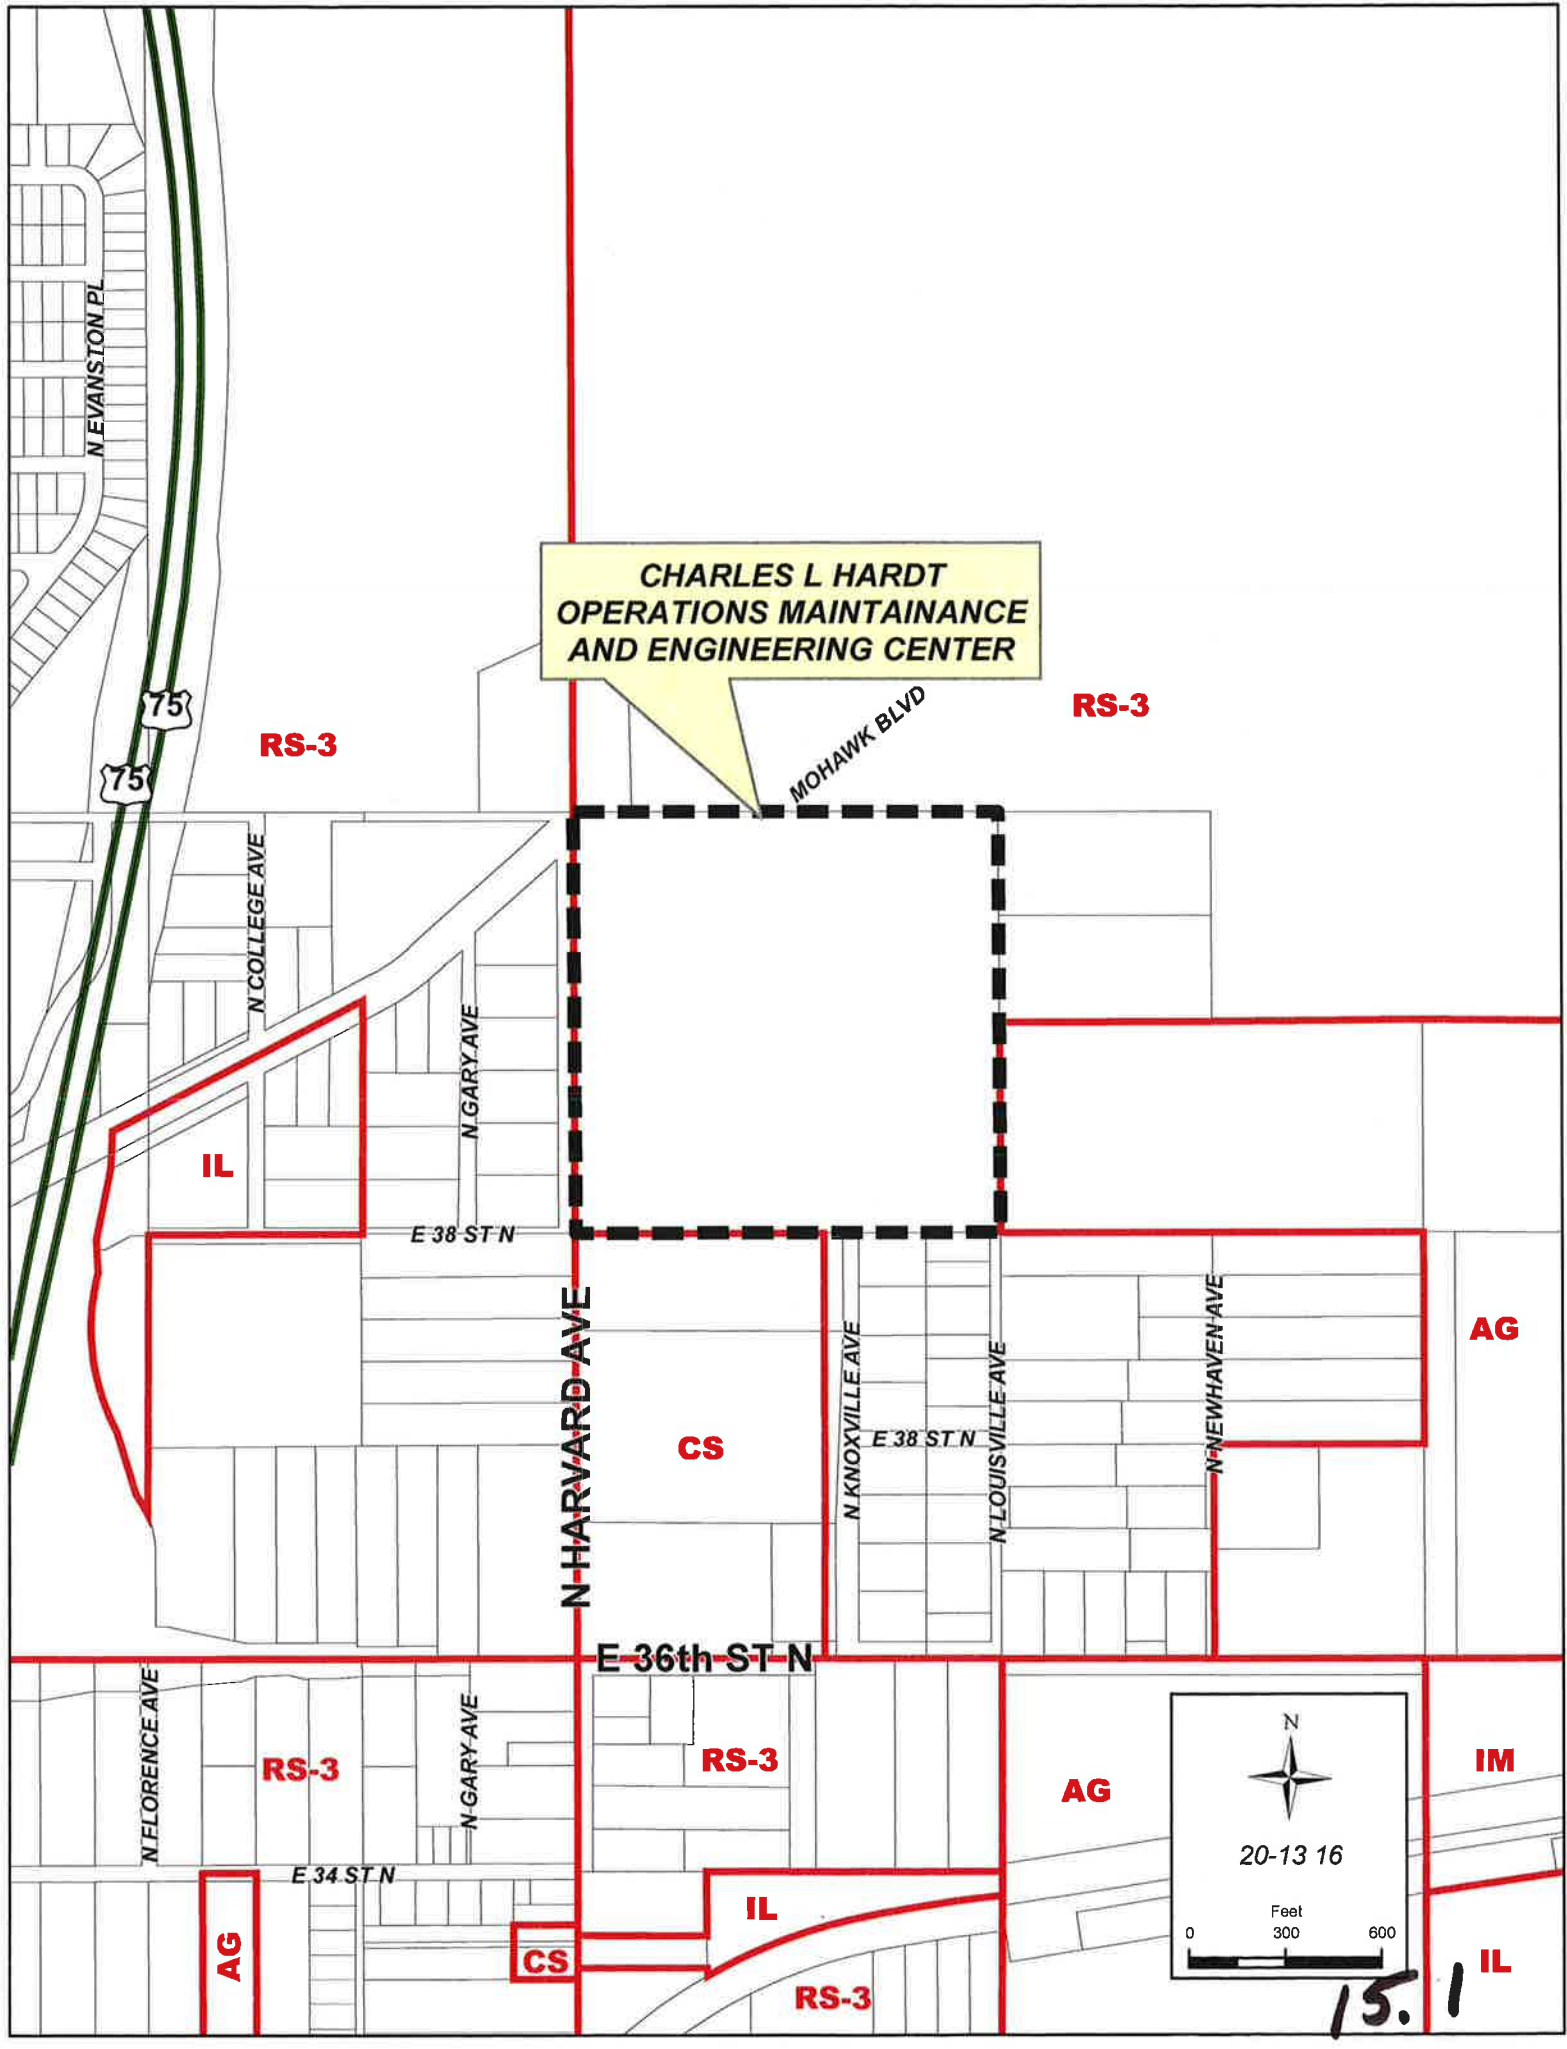 CHARLES L HARDT
OPERATIONS MAINTAINANCE
AND ENGINEERING CENTER
N EVANSTON PL
MOHAWK BLVD
RS-3
75
RS-3
75
N COLLEGE AVE
N GARY AVE
IL
E 38 ST N
N HARVARD AVE
N KNOXVILLE AVE
N LOUISVILLE AVE
N NEWHAVEN AVE
AG
CS
E 38 ST N
E 36th ST N
N FLORENCE AVE
N GARY AVE
RS-3
RS-3
AG
IM
N
20-13 16
Feet
0 300 600
E 34 ST N
AG
CS
IL
RS-3
IL
15.1